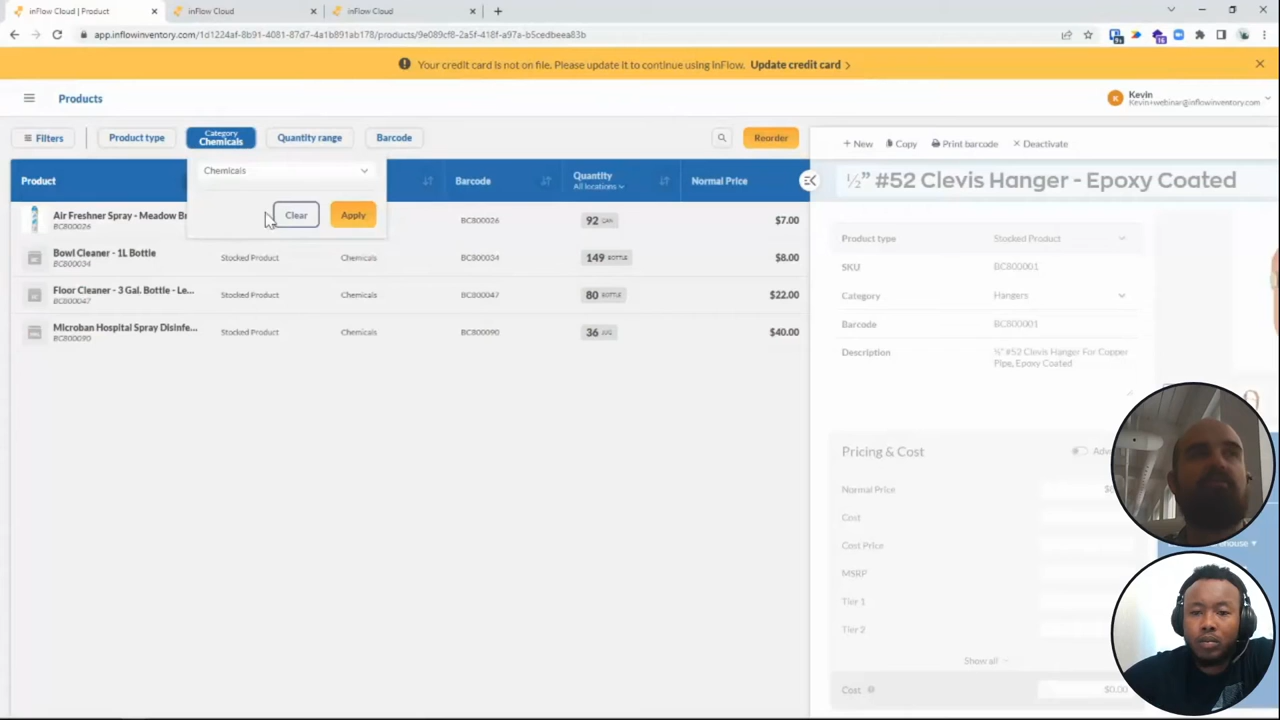 inFlow Cloud | Product
inFlow Cloud
inFlow Cloud
app.inflowinventory.com/1d1224af-8b91-4081-87d7-4a1b891ab178/products/9e089cf8-2a5f-418f-a97a-b5cedbeea83b
Your credit card is not on file. Please update it to continue using inFlow. Update credit card
Products
Kevin
Kevin+webinar@inflowinventory.com
Filters
Product type
Category
Chemicals
Quantity range
Barcode
Reorder
+ New
Copy
Print barcode
Deactivate
Product
Barcode
Quantity
All locations
Normal Price
½” #52 Clevis Hanger - Epoxy Coated
Chemicals
Clear
Apply
Air Freshner Spray - Meadow Br
BC800026
BC800026
92 CAN
$7.00
Bowl Cleaner - 1L Bottle
BC800034
Stocked Product
Chemicals
BC800034
149 BOTTLE
$8.00
Floor Cleaner - 3 Gal. Bottle - Le...
BC800047
Stocked Product
Chemicals
BC800047
80 BOTTLE
$22.00
Microban Hospital Spray Disinfe...
BC800090
Stocked Product
Chemicals
BC800090
36 JUG
$40.00
Product type
Stocked Product
SKU
BC800001
Category
Hangers
Barcode
BC800001
Description
½" #52 Clevis Hanger For Copper
Pipe, Epoxy Coated
Pricing & Cost
Normal Price
Cost
Cost Price
MSRP
Tier 1
Tier 2
Show all
Cost
$0.00